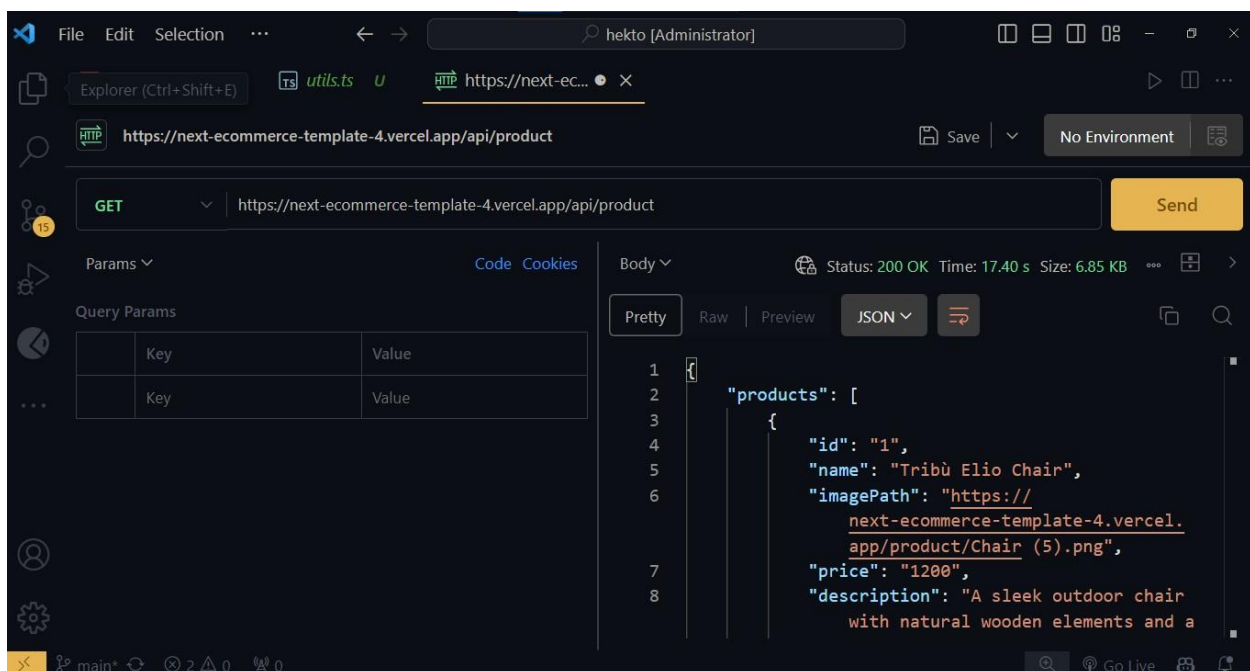 File Edit Selection ··· ← → hekto [Administrator]
Explorer (Ctrl+Shift+E) TS utils.ts U HTTP https://next-ec... ● ×
HTTP https://next-ecommerce-template-4.vercel.app/api/product Save No Environment
GET https://next-ecommerce-template-4.vercel.app/api/product Send
15
Params Code Cookies
Query Params
Key Value
Key Value
Body Status: 200 OK Time: 17.40 s Size: 6.85 KB
Pretty Raw | Preview JSON
1 {
2 "products": [
3 {
4 "id": "1",
5 "name": "Tribù Elio Chair",
6 "imagePath": "https://
next-ecommerce-template-4.vercel.
app/product/Chair (5).png",
7 "price": "1200",
8 "description": "A sleek outdoor chair
with natural wooden elements and a
main* 2 0 0 Go Live